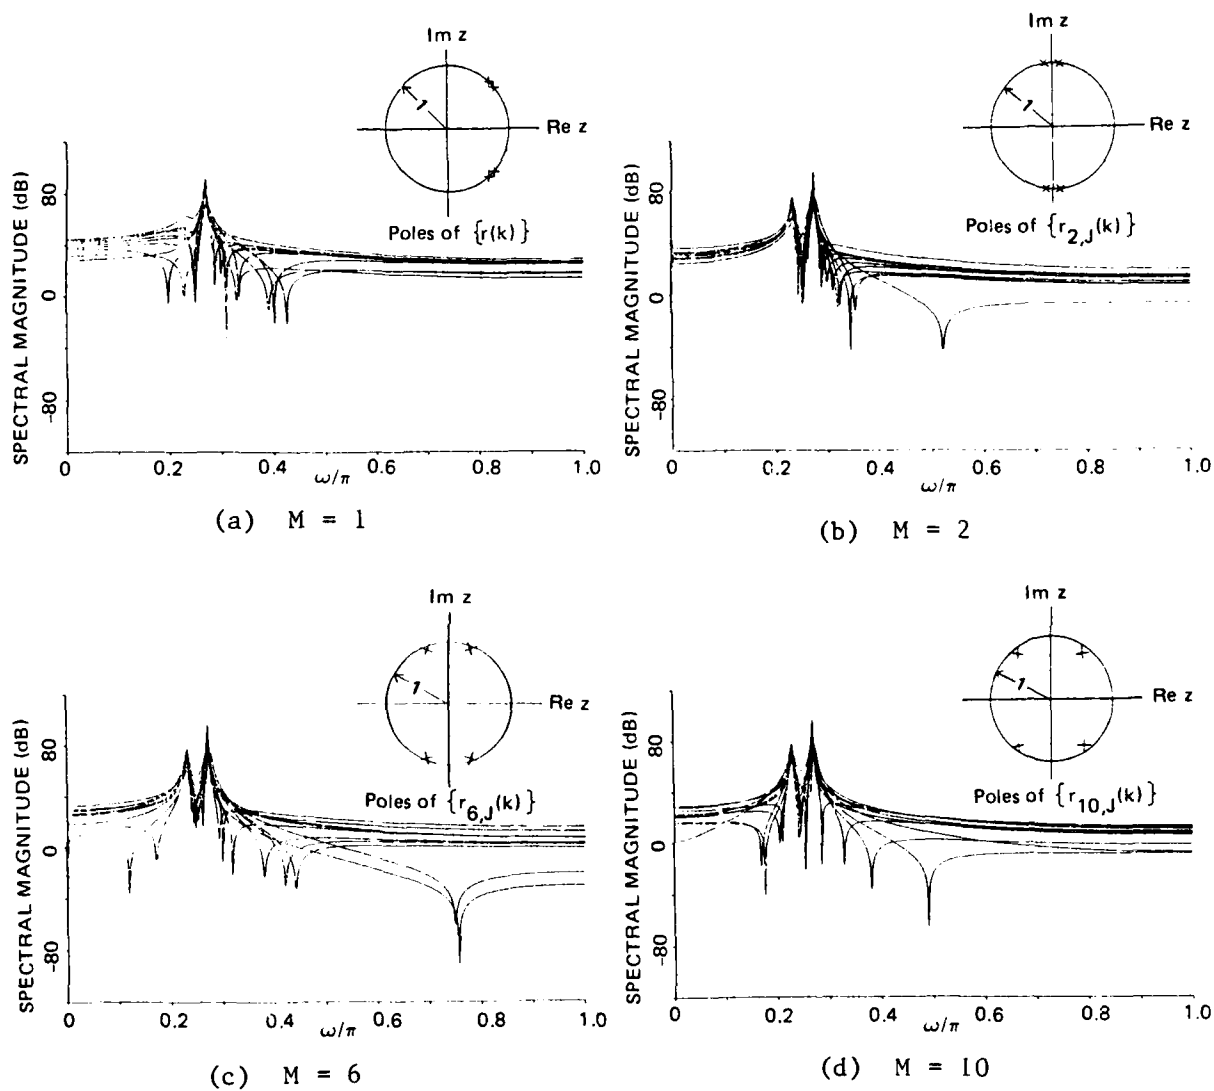 Im z
1
Re z
Poles of {r(k)}
SPECTRAL MAGNITUDE (dB)
80
0
-80
0 0.2 0.4 0.6 0.8 1.0
ω/π
(a) M = 1
Im z
1
Re z
Poles of {r2,J(k)}
SPECTRAL MAGNITUDE (dB)
80
0
-80
0 0.2 0.4 0.6 0.8 1.0
ω/π
(b) M = 2
Im z
1
Re z
Poles of {r6,J(k)}
SPECTRAL MAGNITUDE (dB)
80
0
-80
0 0.2 0.4 0.6 0.8 1.0
ω/π
(c) M = 6
Im z
1
Re z
Poles of {r10,J(k)}
SPECTRAL MAGNITUDE (dB)
80
0
-80
0 0.2 0.4 0.6 0.8 1.0
ω/π
(d) M = 10